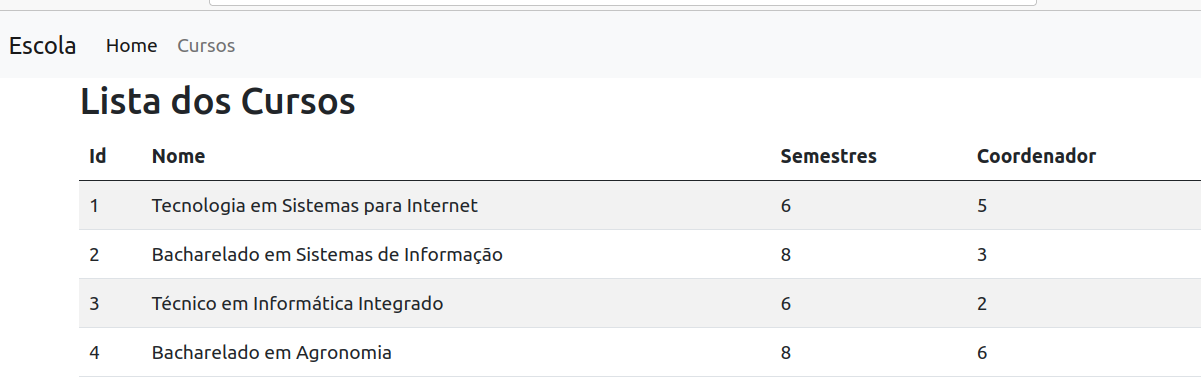 Escola Home Cursos
Lista dos Cursos
Id Nome Semestres Coordenador
1 Tecnologia em Sistemas para Internet 6 5
2 Bacharelado em Sistemas de Informação 8 3
3 Técnico em Informática Integrado 6 2
4 Bacharelado em Agronomia 8 6